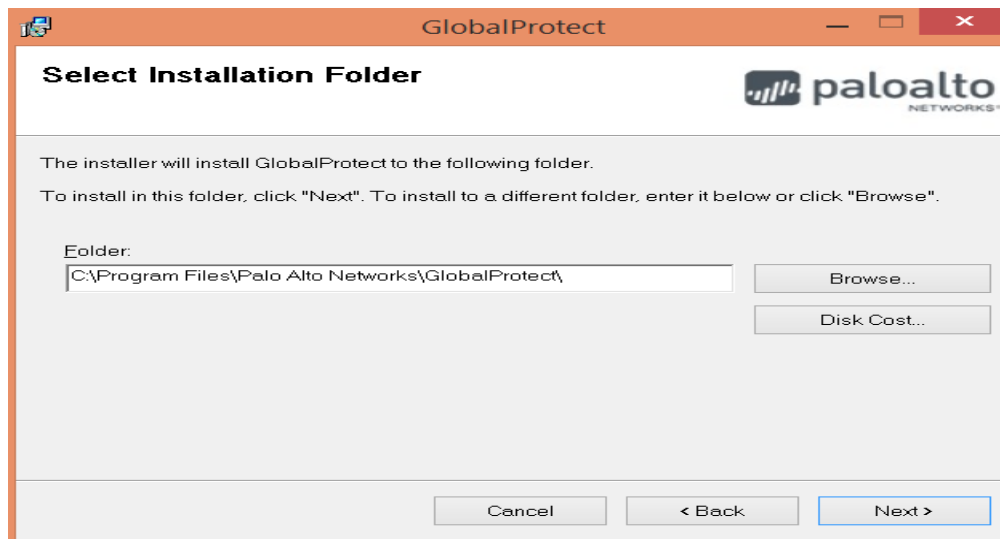 GlobalProtect
Select Installation Folder
paloalto
NETWORKS
The installer will install GlobalProtect to the following folder.
To install in this folder, click "Next". To install to a different folder, enter it below or click "Browse".
Folder:
C:\Program Files\Palo Alto Networks\GlobalProtect\
Browse...
Disk Cost...
Cancel
< Back
Next >